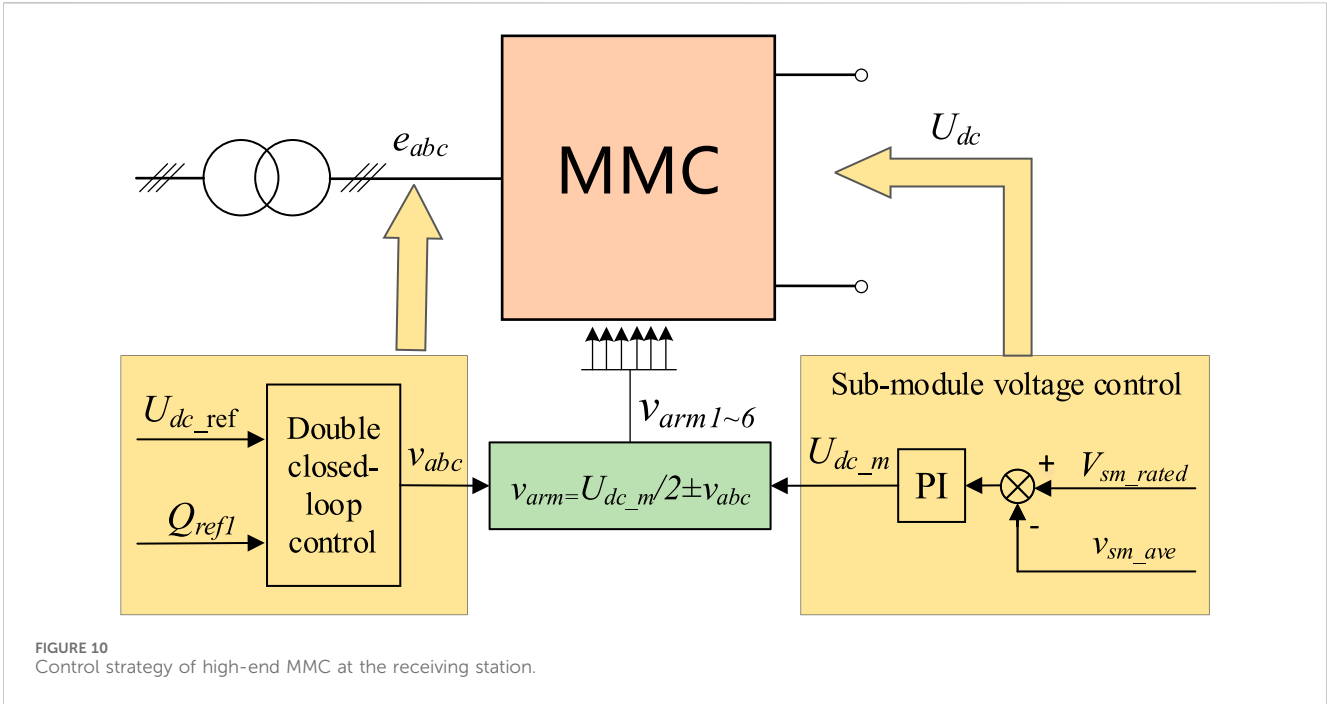 MMC
e_abc
U_dc
Sub-module voltage control
U_dc_ref
Double
closed-
loop
control
v_abc
Q_ref1
v_arm1~6
v_arm=U_dc_m/2±v_abc
U_dc_m
PI
+
V_sm_rated
-
v_sm_ave
FIGURE 10
Control strategy of high-end MMC at the receiving station.